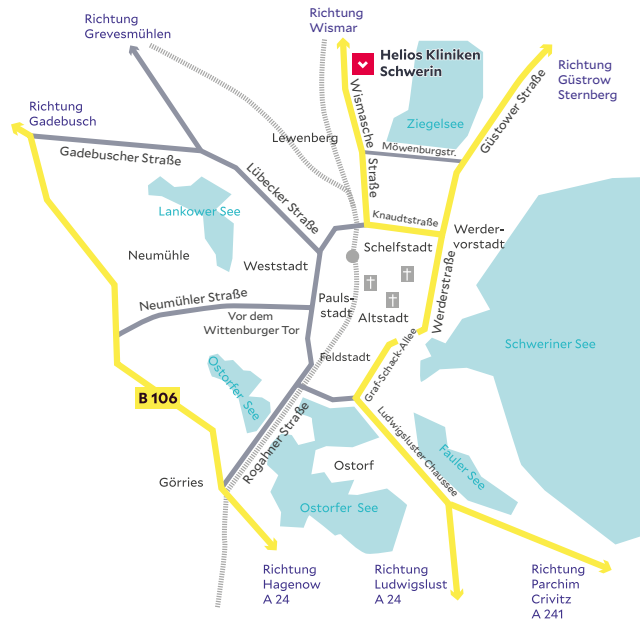 Richtung
Grevesmühlen
Richtung
Wismar
Helios Kliniken
Schwerin
Richtung
Güstrow
Sternberg
Richtung
Gadebusch
Ziegelsee
Güstower Straße
Wismasche Straße
Lewenberg
Möwenburgstr.
Gadebuscher Straße
Lübecker Straße
Lankower See
Knaudtstraße
Werder-
vorstadt
Schelfstadt
Neumühle
Weststadt
Werderstraße
Neumühler Straße
Pauls-
stadt
Altstadt
Vor dem
Wittenburger Tor
Schweriner See
Feldstadt
Graf-Schack-Allee
Ostorfer See
B 106
Rogahner Straße
Ludwigsluster Chaussee
Fauler See
Ostorf
Görries
Ostorfer See
Richtung
Hagenow
A 24
Richtung
Ludwigslust
A 24
Richtung
Parchim
Crivitz
A 241